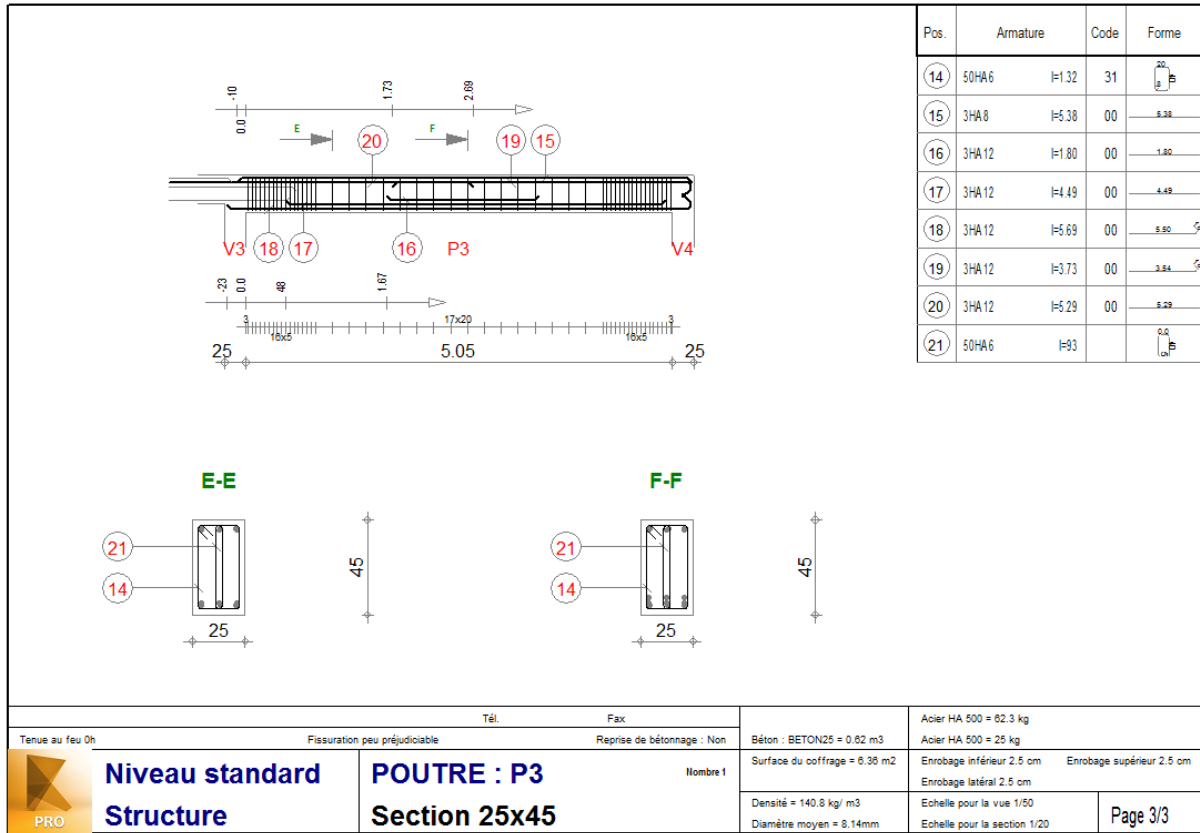 Pos. Armature Code Forme
14 50HA6 l=1.32 31 20
15 3HA8 l=5.38 00 5.38
16 3HA12 l=1.80 00 1.80
17 3HA12 l=4.49 00 4.49
18 3HA12 l=5.69 00 5.50
19 3HA12 l=3.73 00 3.54
20 3HA12 l=5.29 00 5.29
21 50HA6 l=93
-10 0.0 1.73 2.69
E F
20 19 15
V3 18 17 16 P3 V4
-23 0.0 48 1.67
3 17x20 3
16x5 16x5
25 5.05 25
E-E F-F
21 21
45 45
14 14
25 25
Tél. Fax
Tenue au feu 0h Fissuration peu préjudiciable Reprise de bétonnage : Non
Niveau standard
Structure
PRO
POUTRE : P3 Nombre 1
Section 25x45
Béton : BETON25 = 0.62 m3
Surface du coffrage = 6.36 m2
Densité = 140.8 kg/ m3
Diamètre moyen = 8.14mm
Acier HA 500 = 62.3 kg
Acier HA 500 = 25 kg
Enrobage inférieur 2.5 cm Enrobage supérieur 2.5 cm
Enrobage latéral 2.5 cm
Echelle pour la vue 1/50
Echelle pour la section 1/20
Page 3/3